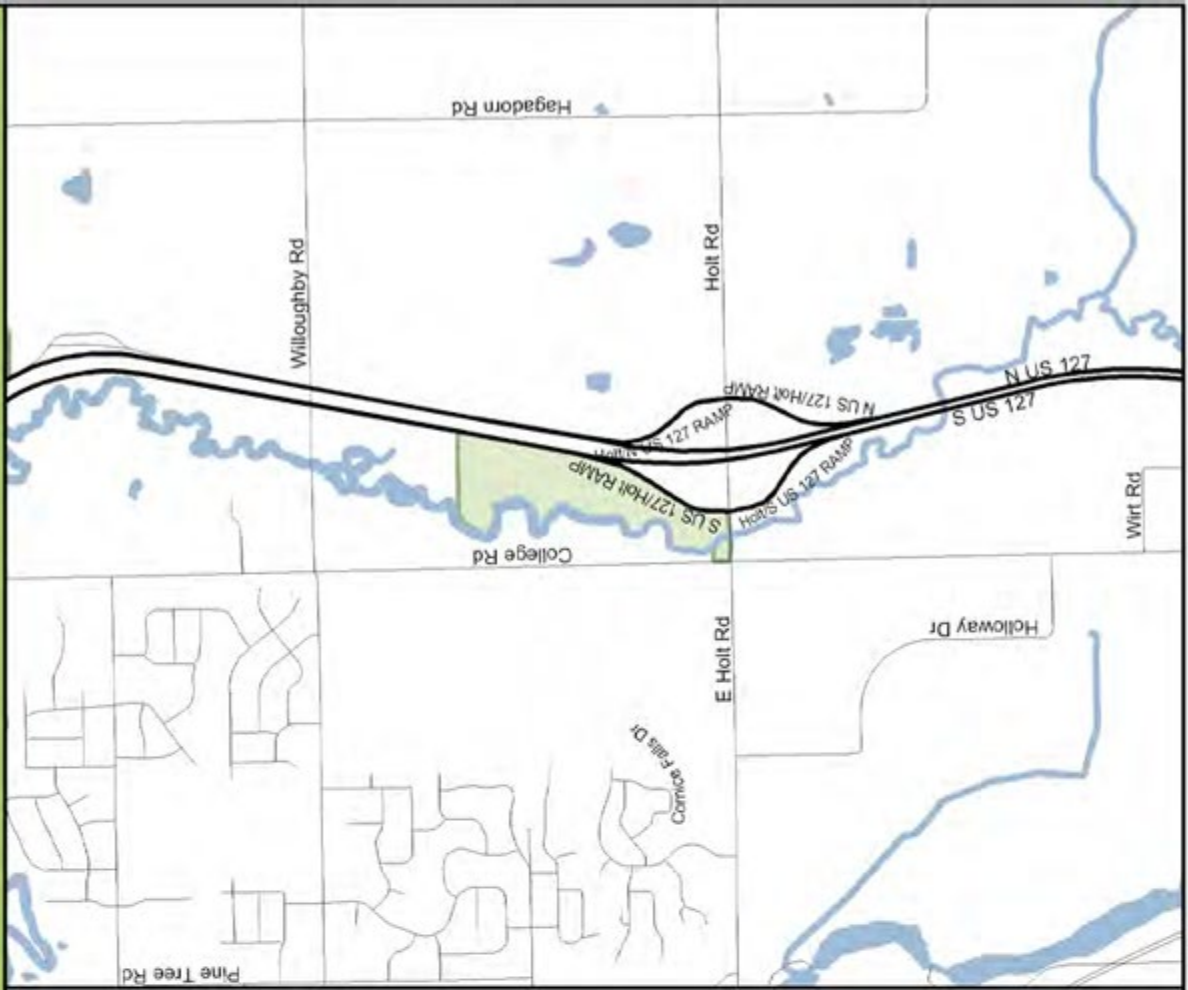 Hagadorn Rd
Willoughby Rd
Holt Rd
N US 127/Holt RAMP
US 127 RAMP
N US 127
S US 127
S US 127/Holt RAMP
Holt/S US 127 RAMP
Wirt Rd
College Rd
E Holt Rd
Holloway Dr
Cornice Falls Dr
Pine Tree Rd